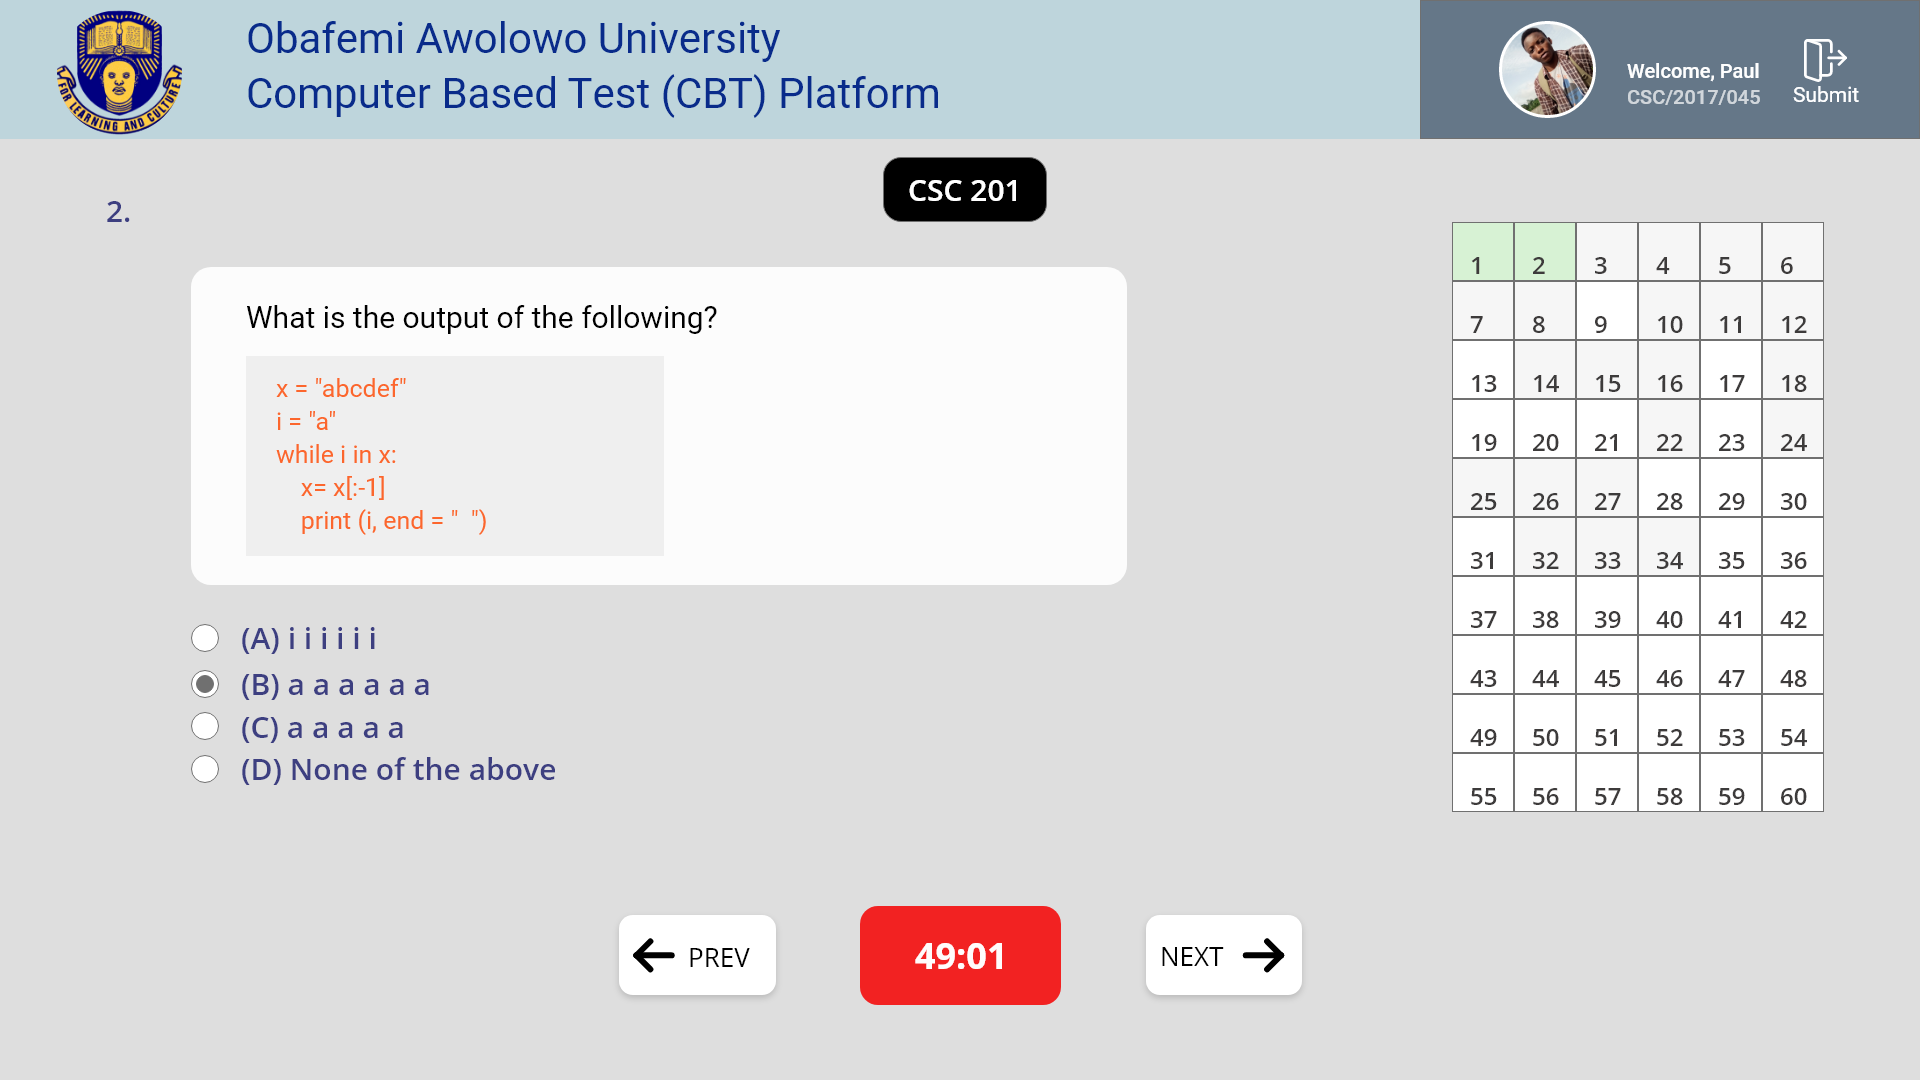 Obafemi Awolowo University
Computer Based Test (CBT) Platform
FOR LEARNING AND CULTURE
Welcome, Paul
CSC/2017/045
Submit
CSC 201
2.
What is the output of the following?
x = "abcdef"
i = "a"
while i in x:
    x= x[:-1]
    print (i, end = "  ")
(A) i i i i i i
(B) a a a a a a
(C) a a a a a
(D) None of the above
1 2 3 4 5 6
7 8 9 10 11 12
13 14 15 16 17 18
19 20 21 22 23 24
25 26 27 28 29 30
31 32 33 34 35 36
37 38 39 40 41 42
43 44 45 46 47 48
49 50 51 52 53 54
55 56 57 58 59 60
PREV
49:01
NEXT